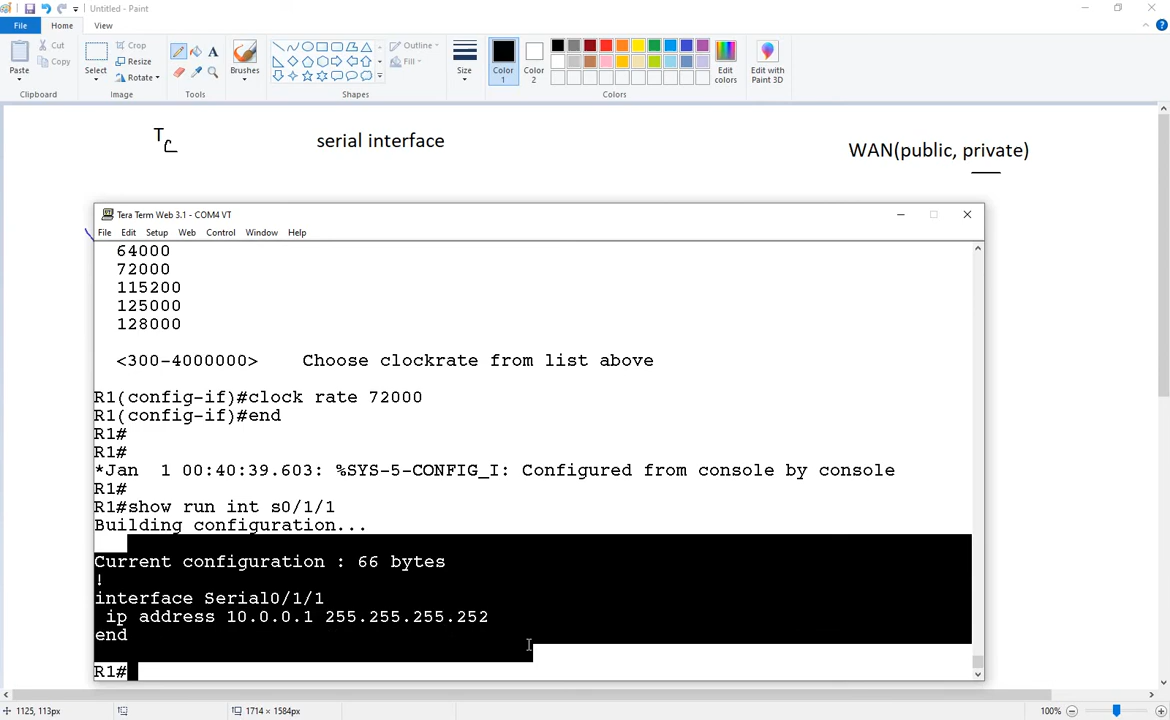 Untitled - Paint
File Home View
Paste
Cut
Copy
Clipboard
Select
Crop
Resize
Rotate
Image
Tools
Brushes
Shapes
Outline
Fill
Size
Color 1
Color 2
Edit colors
Colors
Edit with Paint 3D
T
serial interface
WAN(public, private)
Tera Term Web 3.1 - COM4 VT
File Edit Setup Web Control Window Help
64000
72000
115200
125000
128000
<300-4000000> Choose clockrate from list above
R1(config-if)#clock rate 72000
R1(config-if)#end
R1#
R1#
*Jan 1 00:40:39.603: %SYS-5-CONFIG_I: Configured from console by console
R1#
R1#show run int s0/1/1
Building configuration...
Current configuration : 66 bytes
!
interface Serial0/1/1
ip address 10.0.0.1 255.255.255.252
end
R1#
1125, 113px
1714 × 1584px
100%